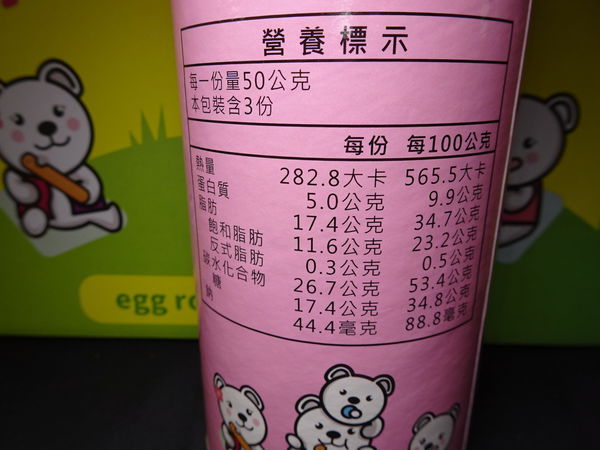 營養標示
每一份量50公克
本包裝含3份
每份 每100公克
熱量 282.8大卡 565.5大卡
蛋白質 5.0公克 9.9公克
脂肪 17.4公克 34.7公克
飽和脂肪 11.6公克 23.2公克
反式脂肪 0.3公克 0.5公克
碳水化合物 26.7公克 53.4公克
糖 17.4公克 34.8公克
鈉 44.4毫克 88.8毫克
egg